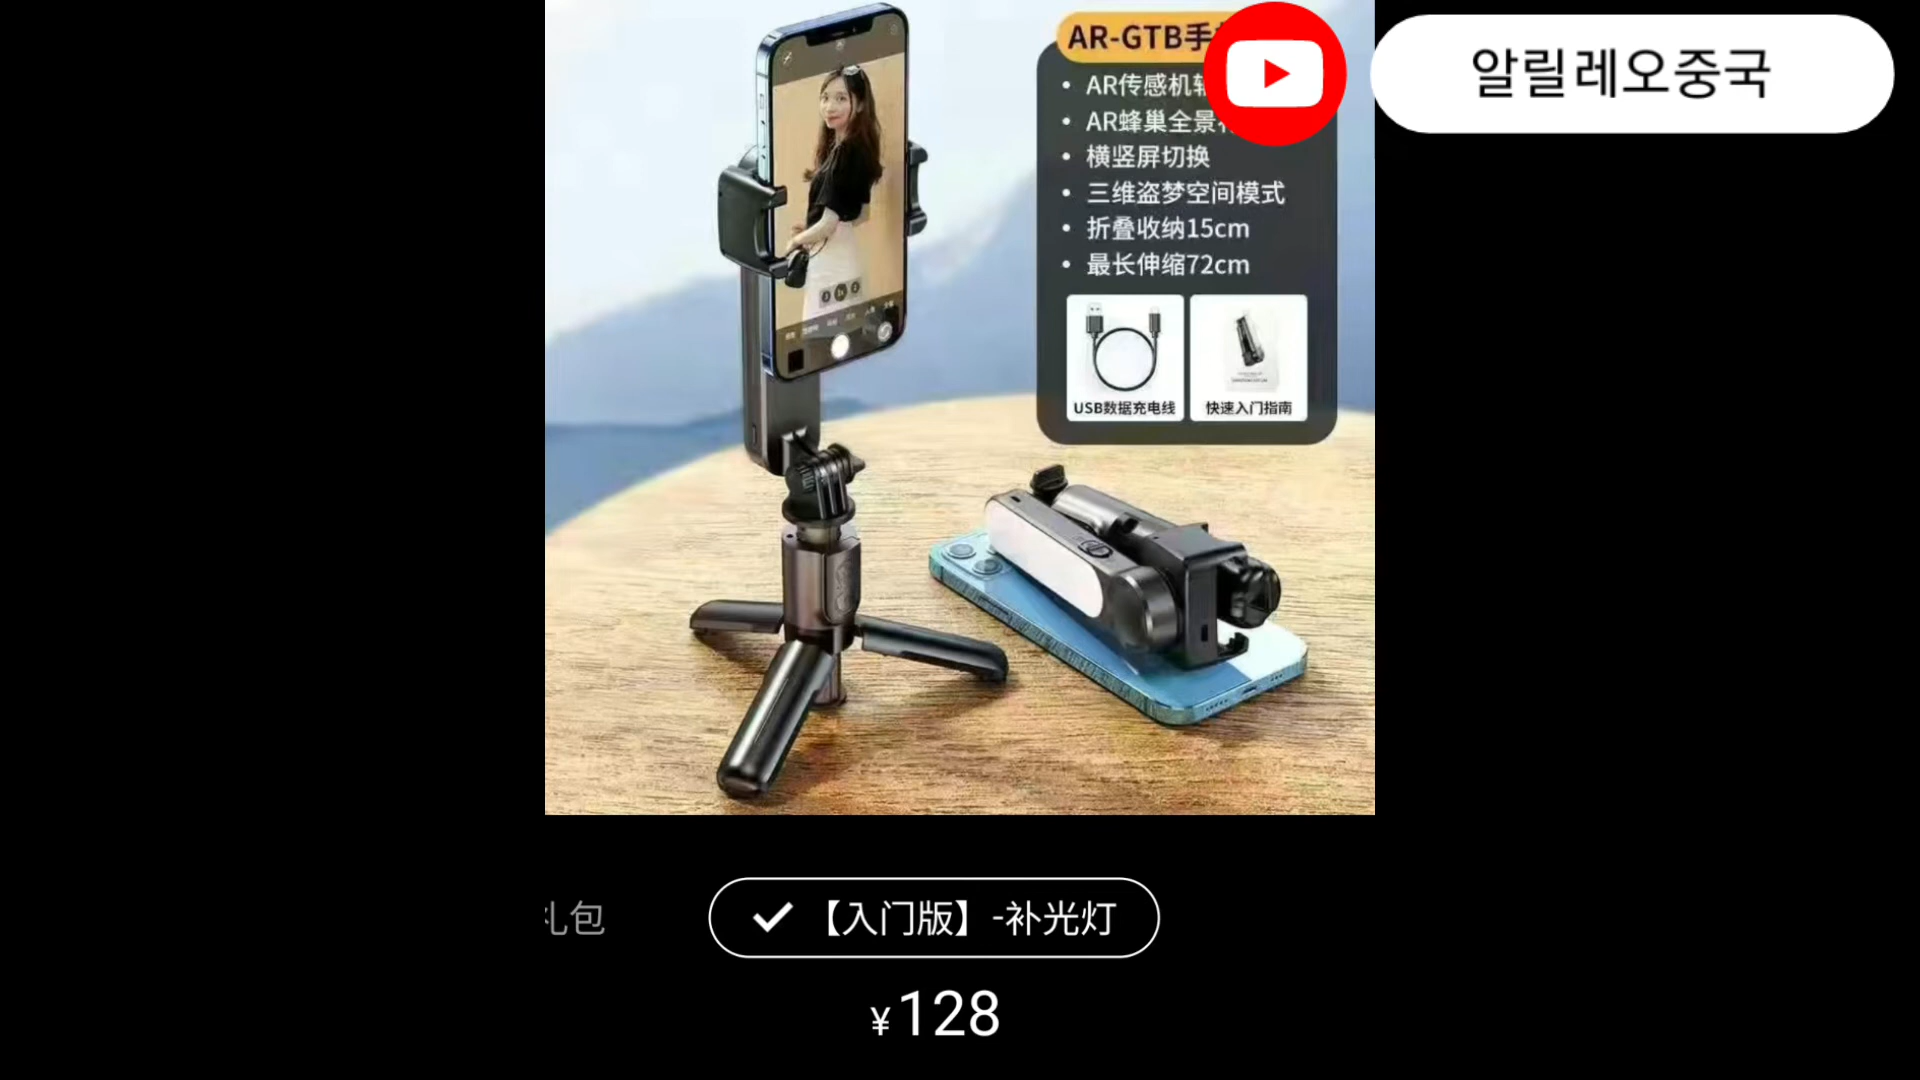 AR-GTB手
알릴레오중국
AR传感机
AR蜂巢全景
横竖屏切换
三维盗梦空间模式
折叠收纳15cm
最长伸缩72cm
USB数据充电线
快速入门指南
礼包
【入门版】-补光灯
¥128